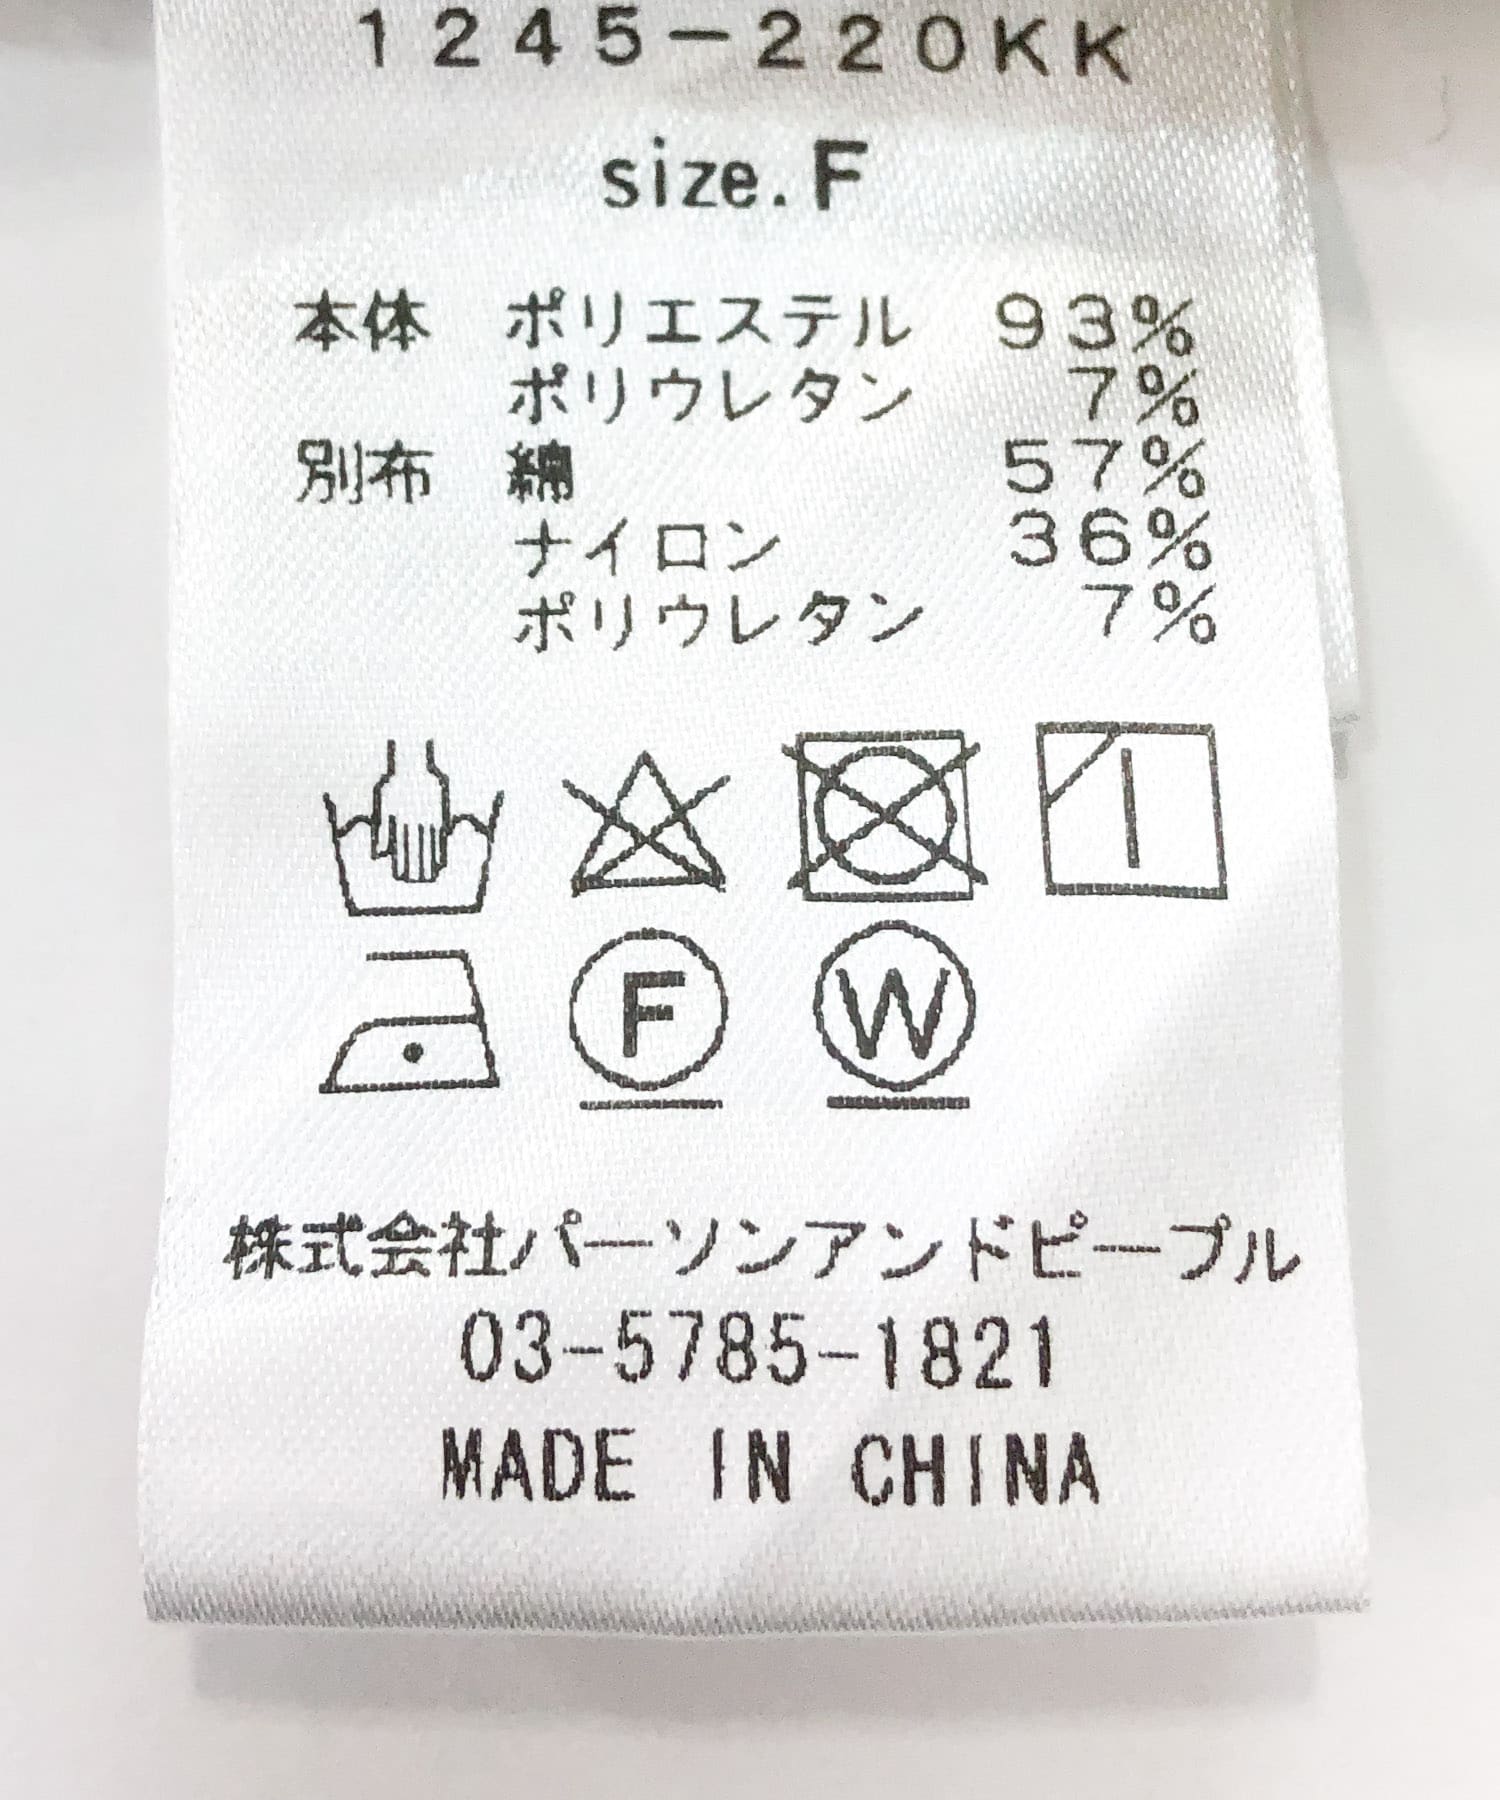 1245-220KK
size.F
本体 ポリエステル 93%
ポリウレタン 7%
別布 綿 57%
ナイロン 36%
ポリウレタン 7%
F W
株式会社パーソンアンドピープル
03-5785-1821
MADE IN CHINA